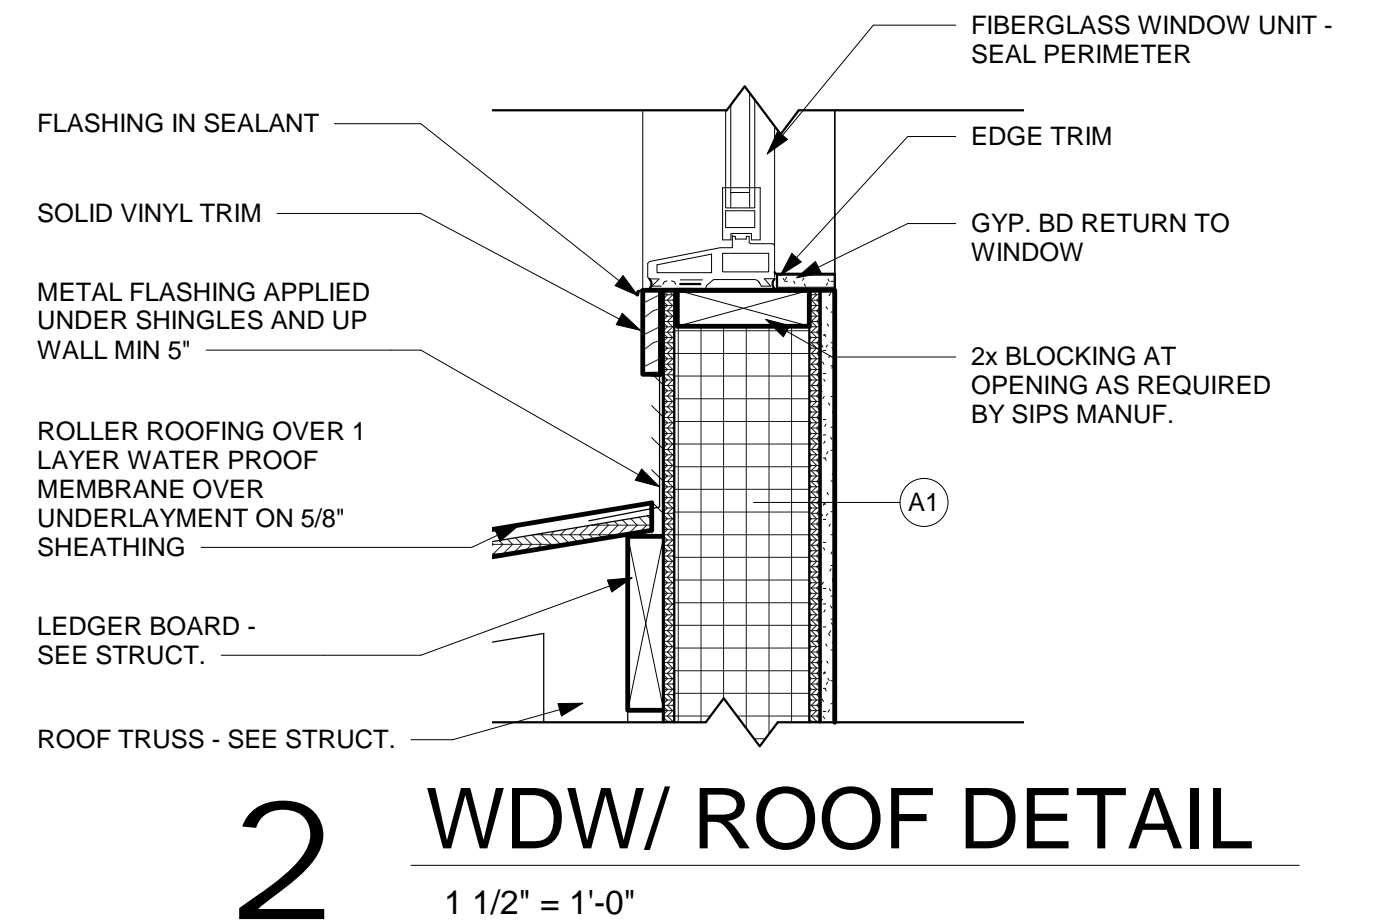 FIBERGLASS WINDOW UNIT -
SEAL PERIMETER
FLASHING IN SEALANT
EDGE TRIM
SOLID VINYL TRIM
GYP. BD RETURN TO
WINDOW
METAL FLASHING APPLIED
UNDER SHINGLES AND UP
WALL MIN 5"
2x BLOCKING AT
OPENING AS REQUIRED
BY SIPS MANUF.
ROLLER ROOFING OVER 1
LAYER WATER PROOF
MEMBRANE OVER
UNDERLAYMENT ON 5/8"
SHEATHING
A1
LEDGER BOARD -
SEE STRUCT.
ROOF TRUSS - SEE STRUCT.
2
WDW/ ROOF DETAIL
1 1/2" = 1'-0"